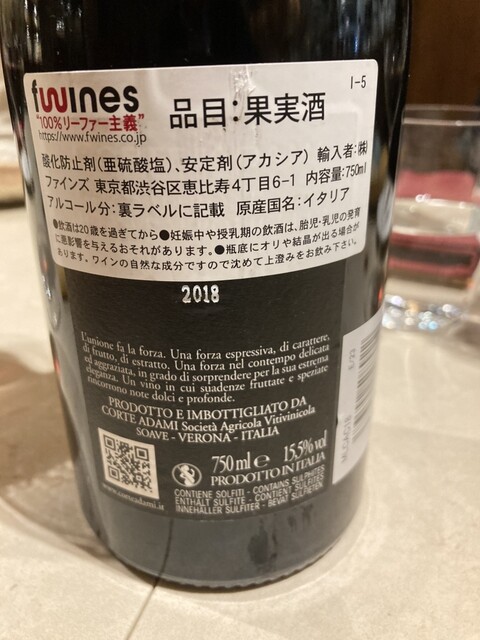 fwines
I-5
"100%リーファー主義"
https://www.fwines.co.jp
品目:果実酒
酸化防止剤(亜硫酸塩)、安定剤(アカシア) 輸入者:(株)
ファインズ 東京都渋谷区恵比寿4丁目6-1 内容量:750ml
アルコール分:裏ラベルに記載 原産国名:イタリア
●飲酒は20歳を過ぎてから●妊娠中や授乳期の飲酒は、胎児・乳児の発育
に悪影響を与えるおそれがあります。●瓶底にオリや結晶が出る場合が
あります。ワインの自然な成分ですので沈めて上澄みをお飲み下さい。
2018
L'unione fa la forza. Una forza espressiva, di carattere,
di frutto, di estratto. Una forza nel contempo delicata
ed aggraziata, in grado di sorprendere per la sua estrema
eleganza. Un vino in cui suadenze fruttate e speziate
rincorrono note dolci e profonde.
PRODOTTO E IMBOTTIGLIATO DA
CORTE ADAMI Società Agricola Vitivinicola
SOAVE - VERONA - ITALIA
750 ml e 15,5% vol
PRODOTTO IN ITALIA
CONTIENE SOLFITI - CONTAINS SULPHITES
ENTHÄLT SULFITE - CONTIENT SULFITES
INNEHÅLLER SULFITER - BEVAT SULFIETEN
www.corteadami.it